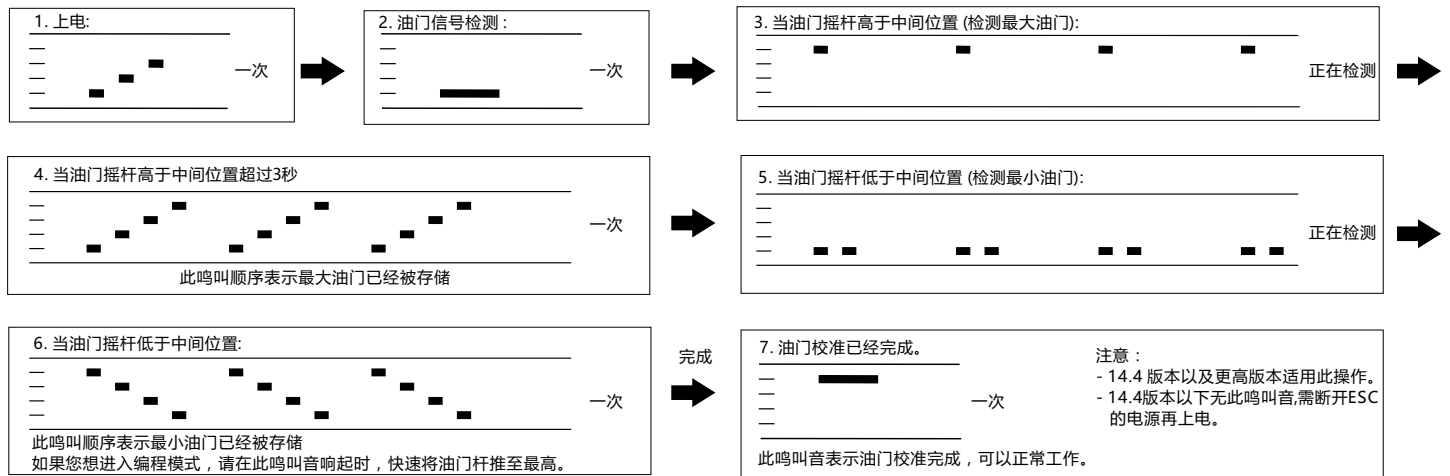 1. 上电:
一次
2. 油门信号检测 :
一次
3. 当油门摇杆高于中间位置 (检测最大油门):
正在检测
4. 当油门摇杆高于中间位置超过3秒
一次
此鸣叫顺序表示最大油门已经被存储
5. 当油门摇杆低于中间位置 (检测最小油门):
正在检测
6. 当油门摇杆低于中间位置:
一次
此鸣叫顺序表示最小油门已经被存储
如果您想进入编程模式，请在此鸣叫音响起时，快速将油门杆推至最高。
完成
7. 油门校准已经完成。
一次
此鸣叫音表示油门校准完成，可以正常工作。
注意：
- 14.4 版本以及更高版本适用此操作。
- 14.4版本以下无此鸣叫音,需断开ESC
的电源再上电。